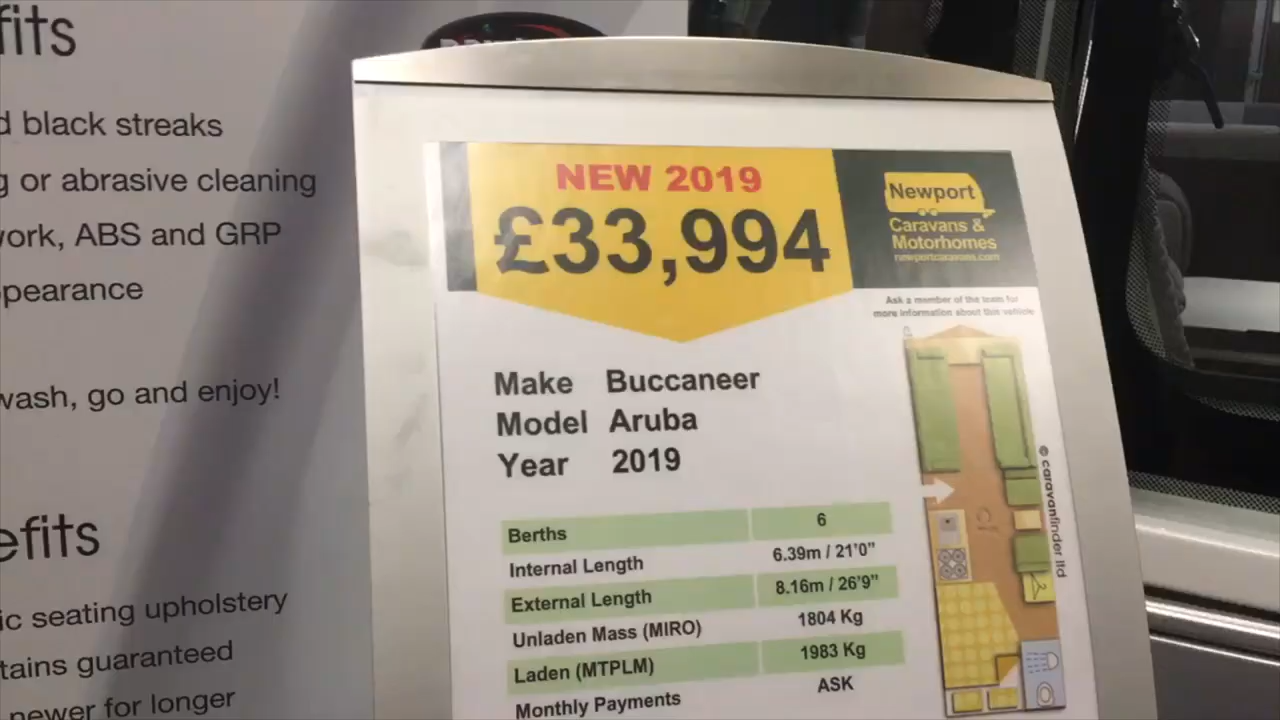 fits
d black streaks
g or abrasive cleaning
work, ABS and GRP
ppearance
wash, go and enjoy!
efits
ic seating upholstery
tains guaranteed
newer for longer
NEW 2019
£33,994
Newport
Caravans &
Motorhomes
newportcaravans.com
Ask a member of the team for
more information about this vehicle
Make Buccaneer
Model Aruba
Year 2019
Berths 6
Internal Length 6.39m / 21'0"
External Length 8.16m / 26'9"
Unladen Mass (MIRO) 1804 Kg
Laden (MTPLM) 1983 Kg
Monthly Payments ASK
© caravanfinder ltd